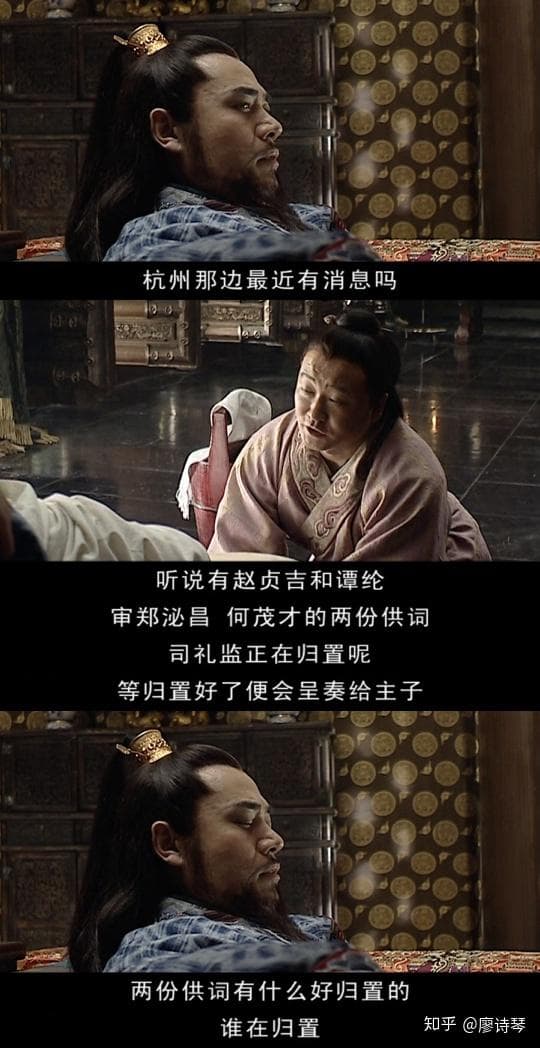 杭州那边最近有消息吗
听说有赵贞吉和谭纶
审郑泌昌 何茂才的两份供词
司礼监正在归置呢
等归置好了便会呈奏给主子
两份供词有什么好归置的
谁在归置
知乎 @廖诗琴